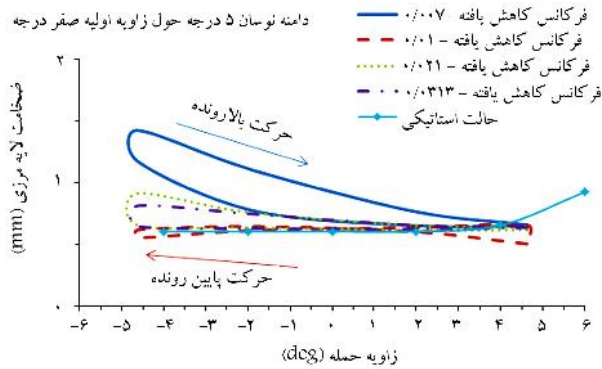 دامنه نوسان ۵ درجه حول زاویه اولیه صفر درجه
فرکانس کاهش یافته - ۰/۰۰۷
فرکانس کاهش یافته - ۰/۰۱
فرکانس کاهش یافته - ۰/۰۲۱
فرکانس کاهش یافته - ۰/۰۳۱۳
حالت استاتیکی
ضخامت لایه مرزی (mm)
۲
۱
۰
حرکت بالارونده
حرکت پایین رونده
-۶ -۵ -۴ -۳ -۲ -۱ ۰ ۱ ۲ ۳ ۴ ۵ ۶
زاویه حمله (deg)